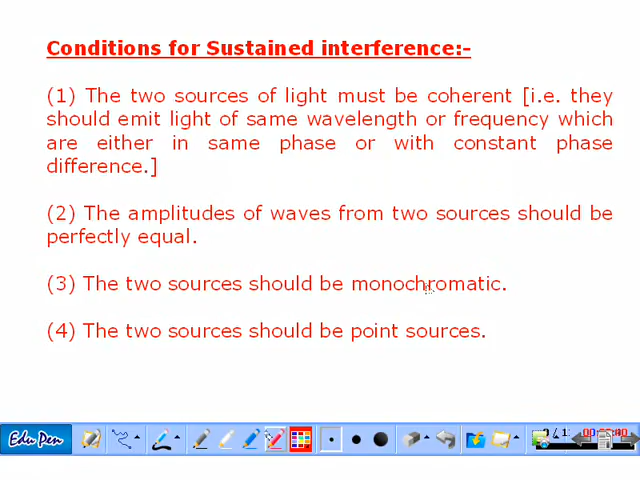 Conditions for Sustained interference:-
(1) The two sources of light must be coherent [i.e. they
should emit light of same wavelength or frequency which
are either in same phase or with constant phase
difference.]
(2) The amplitudes of waves from two sources should be
perfectly equal.
(3) The two sources should be monochromatic.
(4) The two sources should be point sources.
Edu Pen